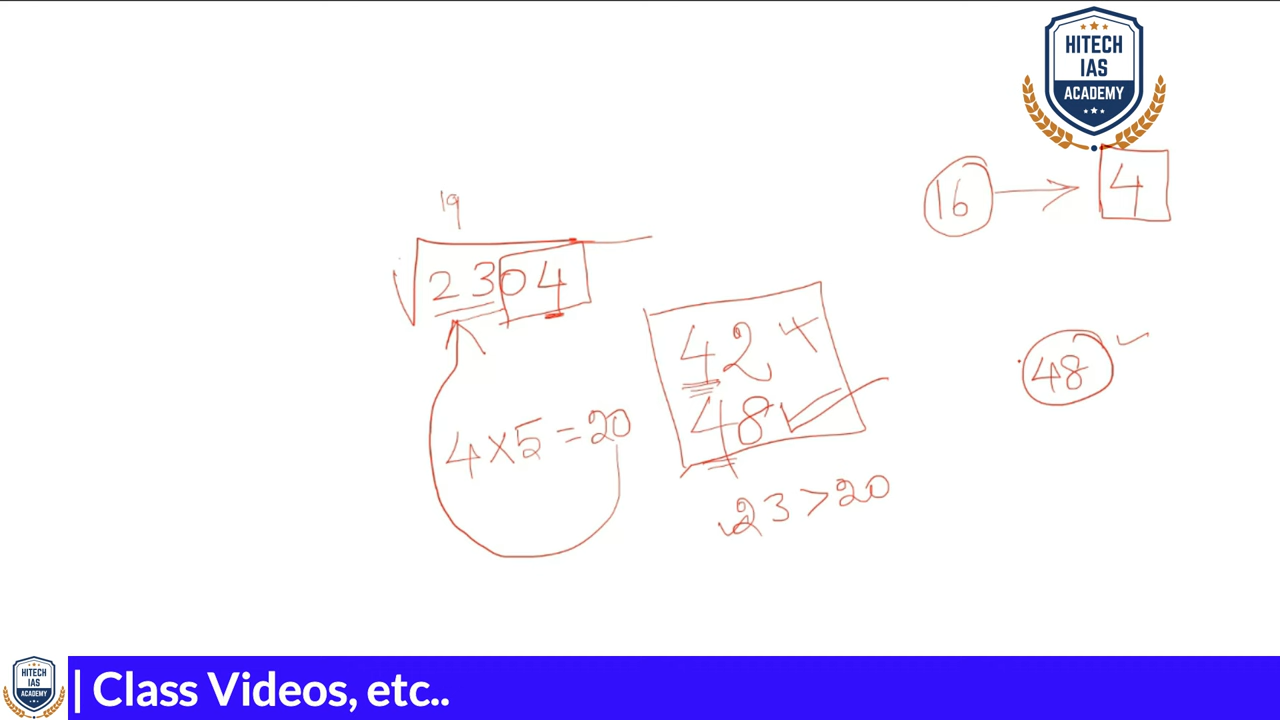 HITECH
IAS
ACADEMY
16 → 4
19
√2304
42 ×
48 ✓
48 ✓
4×5=20
23>20
HITECH
IAS
ACADEMY
| Class Videos, etc..